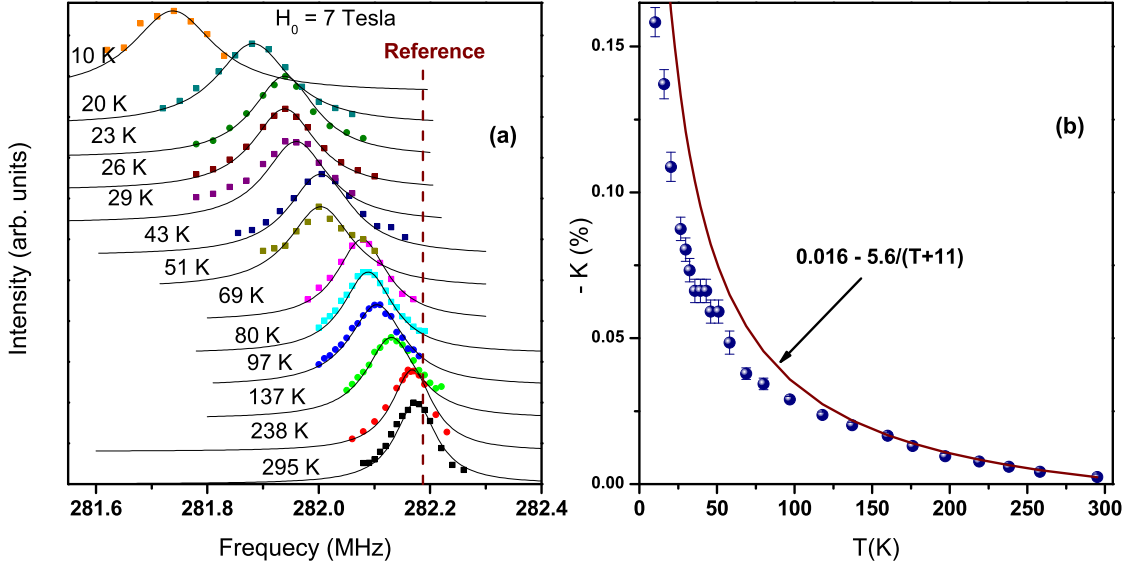 H0 = 7 Tesla
Reference
10 K
20 K
23 K
26 K
29 K
43 K
51 K
69 K
80 K
97 K
137 K
238 K
295 K
(a)
Intensity (arb. units)
281.6 281.8 282.0 282.2 282.4
Frequecy (MHz)
(b)
0.016 - 5.6/(T+11)
- K (%)
0.15
0.10
0.05
0.00
0 50 100 150 200 250 300
T(K)